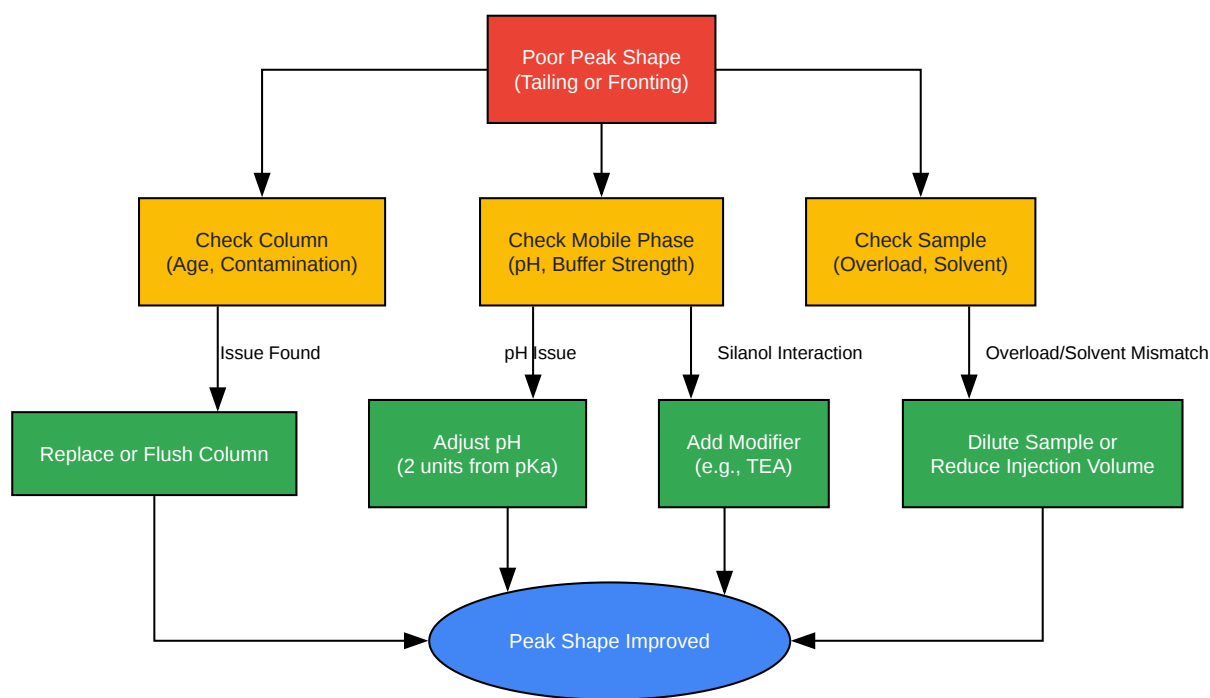 Poor Peak Shape
(Tailing or Fronting)
Check Column
(Age, Contamination)
Check Mobile Phase
(pH, Buffer Strength)
Check Sample
(Overload, Solvent)
Issue Found
pH Issue
Silanol Interaction
Overload/Solvent Mismatch
Replace or Flush Column
Adjust pH
(2 units from pKa)
Add Modifier
(e.g., TEA)
Dilute Sample or
Reduce Injection Volume
Peak Shape Improved